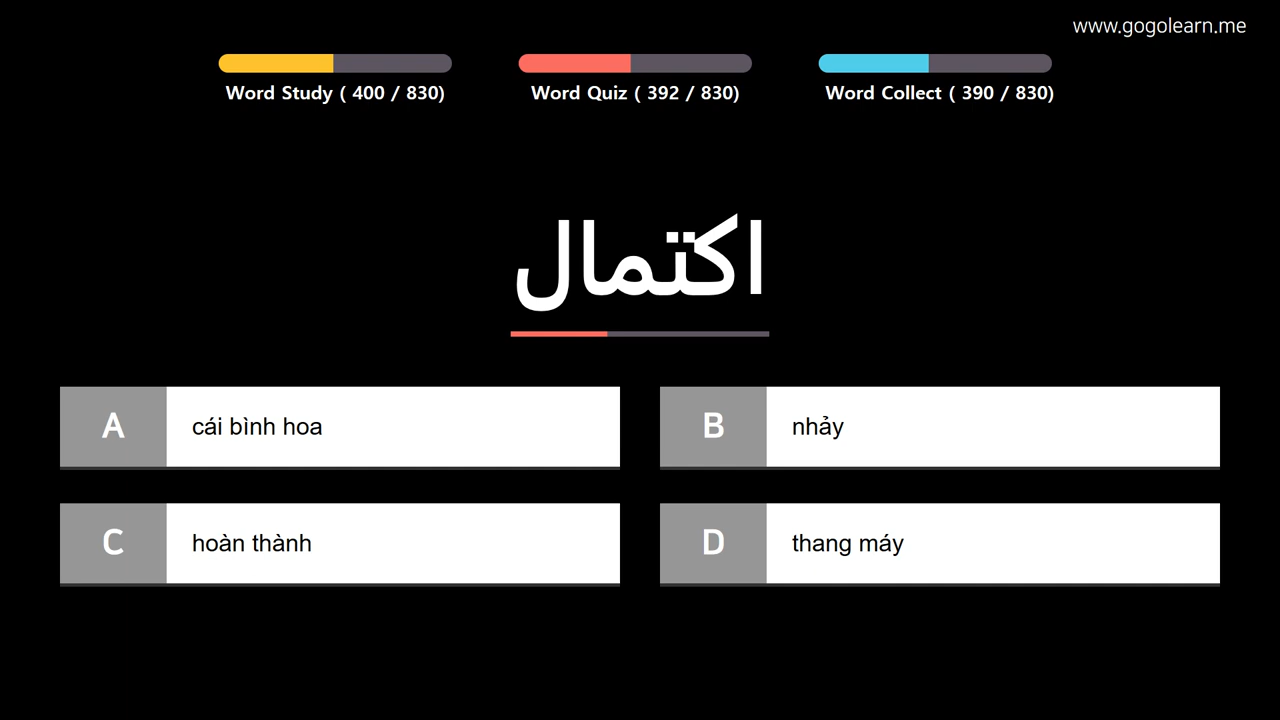 www.gogolearn.me
Word Study ( 400 / 830)
Word Quiz ( 392 / 830)
Word Collect ( 390 / 830)
اكتمال
A
cái bình hoa
B
nhảy
C
hoàn thành
D
thang máy